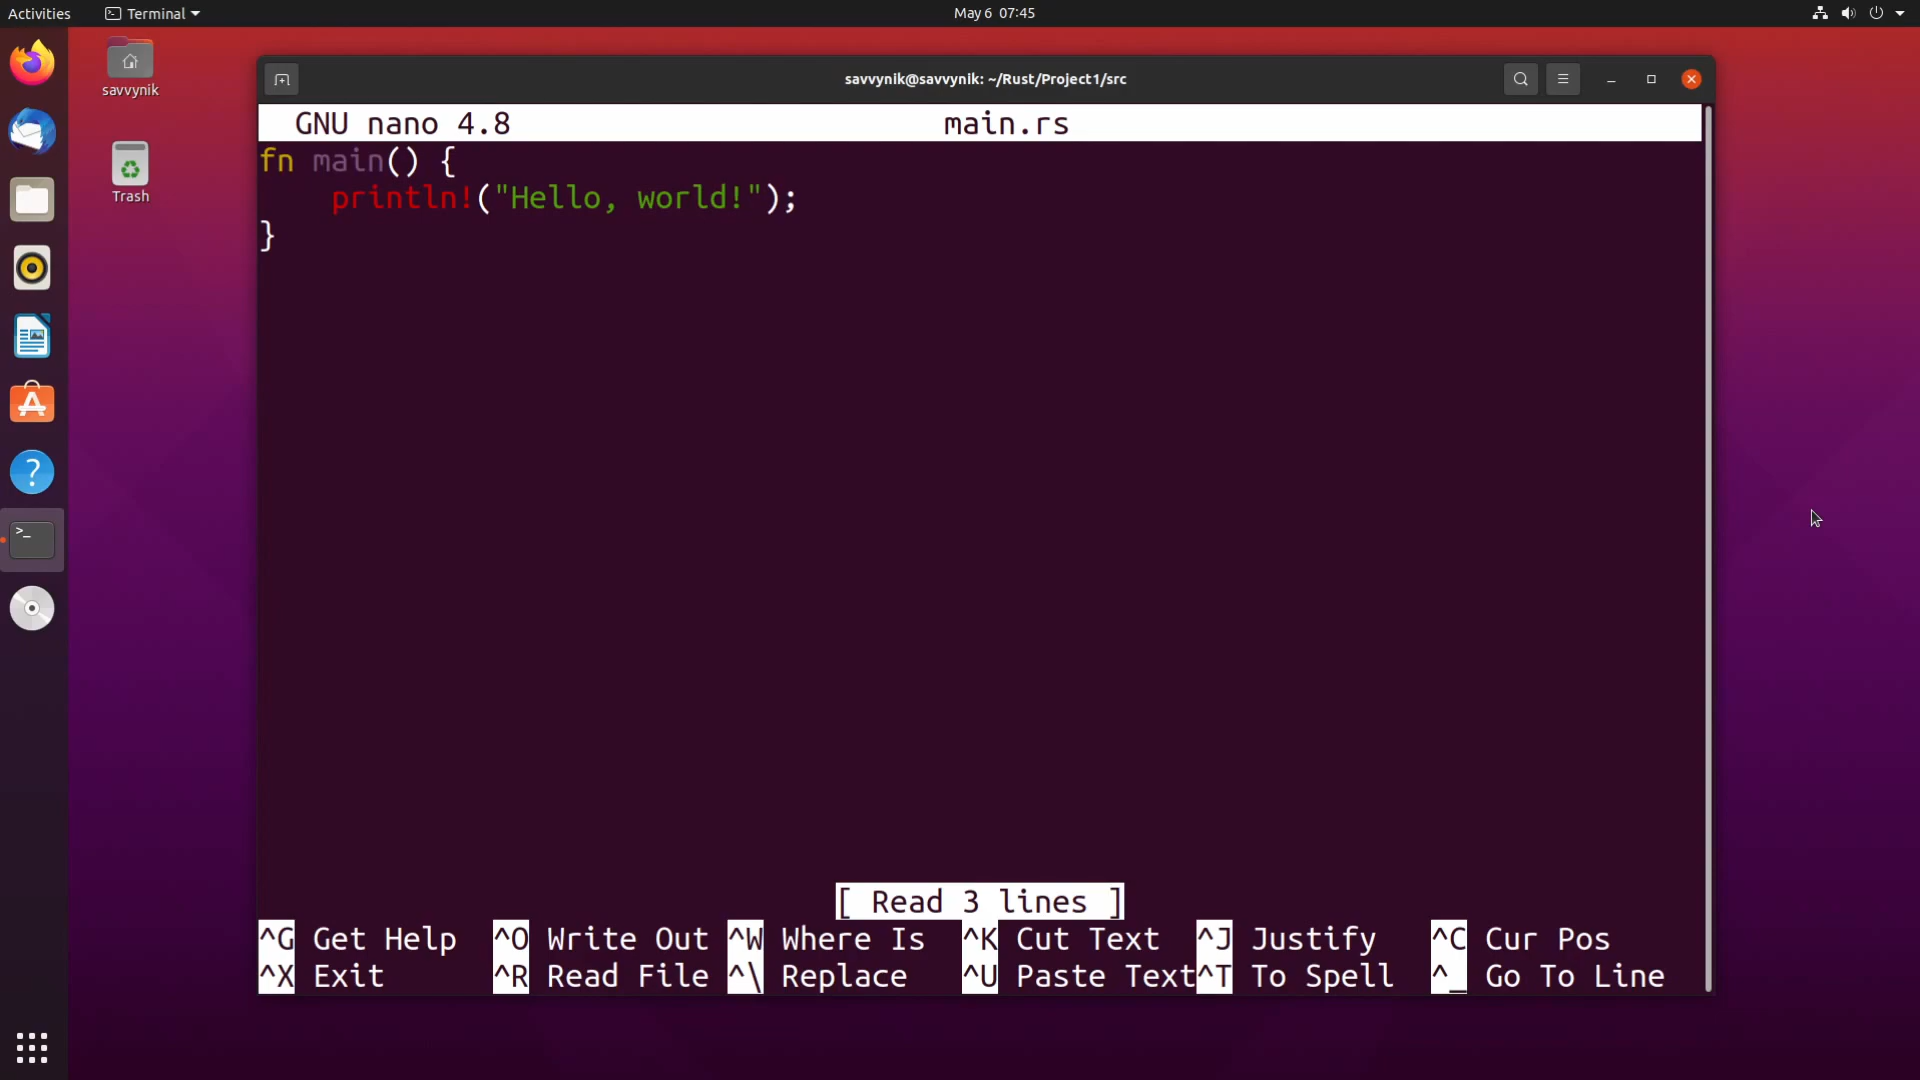 Activities
Terminal
May 6 07:45
savvynik
Trash
savvynik@savvynik: ~/Rust/Project1/src
GNU nano 4.8 main.rs
fn main() {
    println!("Hello, world!");
}
[ Read 3 lines ]
^G Get Help ^O Write Out ^W Where Is ^K Cut Text ^J Justify ^C Cur Pos
^X Exit ^R Read File ^\ Replace ^U Paste Text^T To Spell ^_ Go To Line